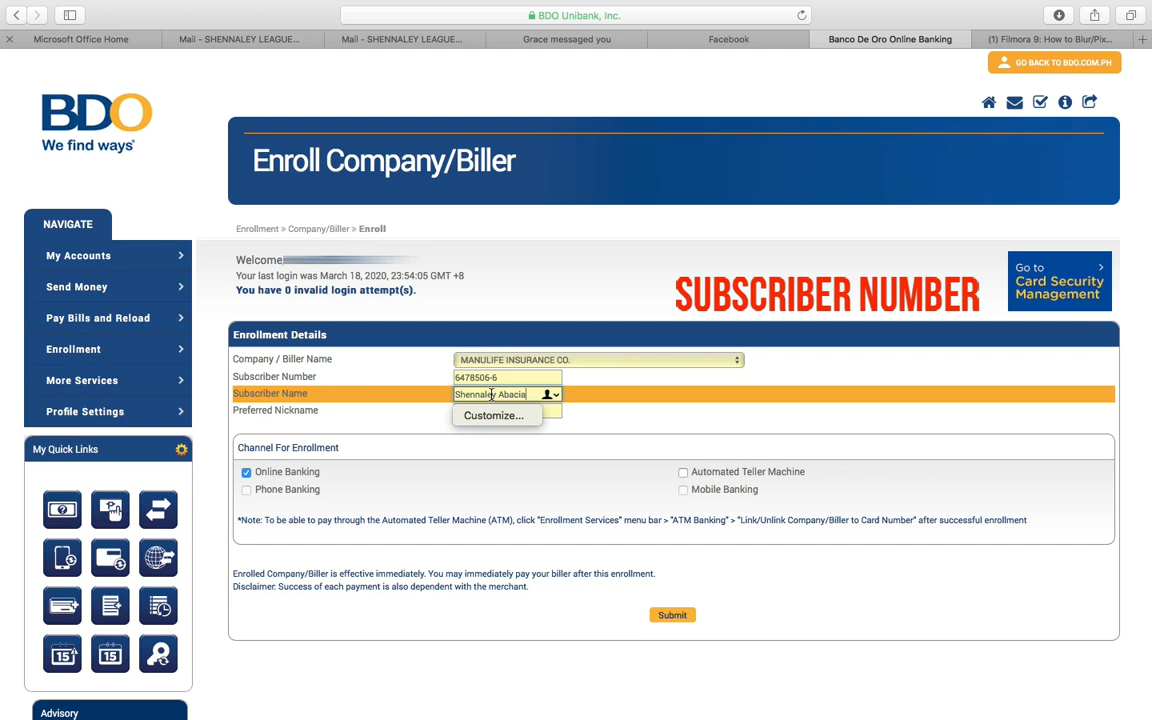 BDO Unibank, Inc.
Microsoft Office Home
Mail - SHENNALEY LEAGUE...
Mail - SHENNALEY LEAGUE...
Grace messaged you
Facebook
Banco De Oro Online Banking
(1) Filmora 9: How to Blur/Pix...
GO BACK TO BDO.COM.PH
BDO
We find ways®
Enroll Company/Biller
NAVIGATE
My Accounts
Send Money
Pay Bills and Reload
Enrollment
More Services
Profile Settings
My Quick Links
15
15
Advisory
Enrollment » Company/Biller » Enroll
Welcome
Your last login was March 18, 2020, 23:54:05 GMT +8
You have 0 invalid login attempt(s).
SUBSCRIBER NUMBER
Go to
Card Security
Management
Enrollment Details
Company / Biller Name MANULIFE INSURANCE CO.
Subscriber Number 6478506-6
Subscriber Name Shennaley Abacia
Preferred Nickname
Customize...
Channel For Enrollment
Online Banking Automated Teller Machine
Phone Banking Mobile Banking
*Note: To be able to pay through the Automated Teller Machine (ATM), click "Enrollment Services" menu bar > "ATM Banking" > "Link/Unlink Company/Biller to Card Number" after successful enrollment
Enrolled Company/Biller is effective immediately. You may immediately pay your biller after this enrollment.
Disclaimer: Success of each payment is also dependent with the merchant.
Submit